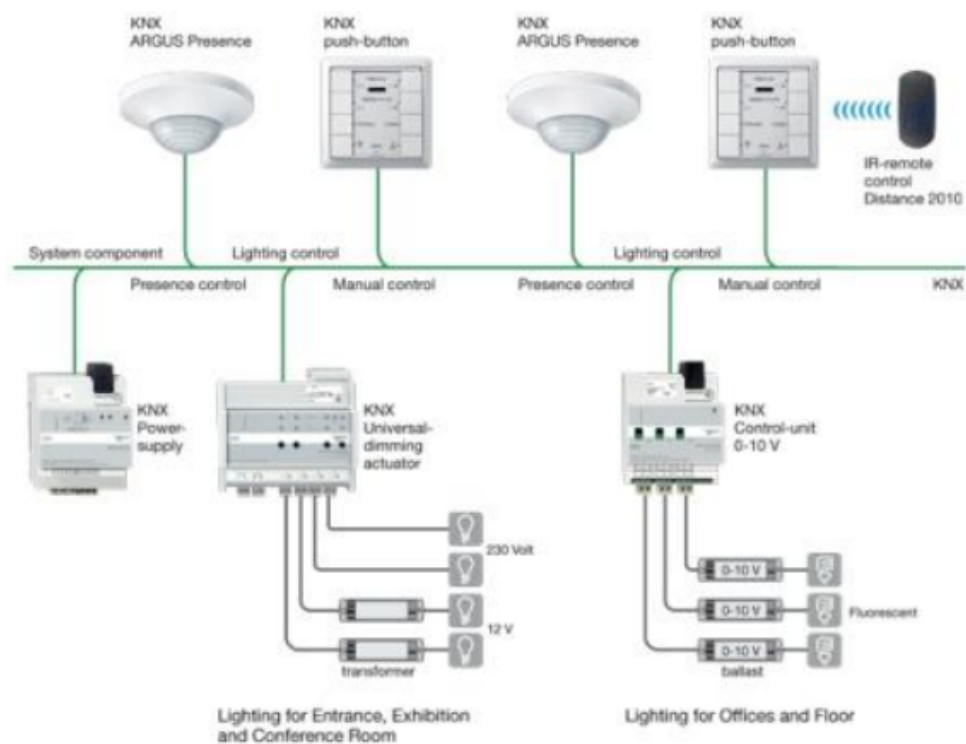 KNX
ARGUS Presence
KNX
push-button
KNX
ARGUS Presence
KNX
push-button
IR-remote
control
Distance 2010
System component
Lighting control
Lighting control
Presence control
Manual control
Presence control
Manual control
KNX
KNX
Power-
supply
KNX
Universal-
dimming
actuator
KNX
Control-unit
0-10 V
230 Volt
12 V
transformer
0-10 V
0-10 V
0-10 V
Fluorescent
ballast
Lighting for Entrance, Exhibition
and Conference Room
Lighting for Offices and Floor